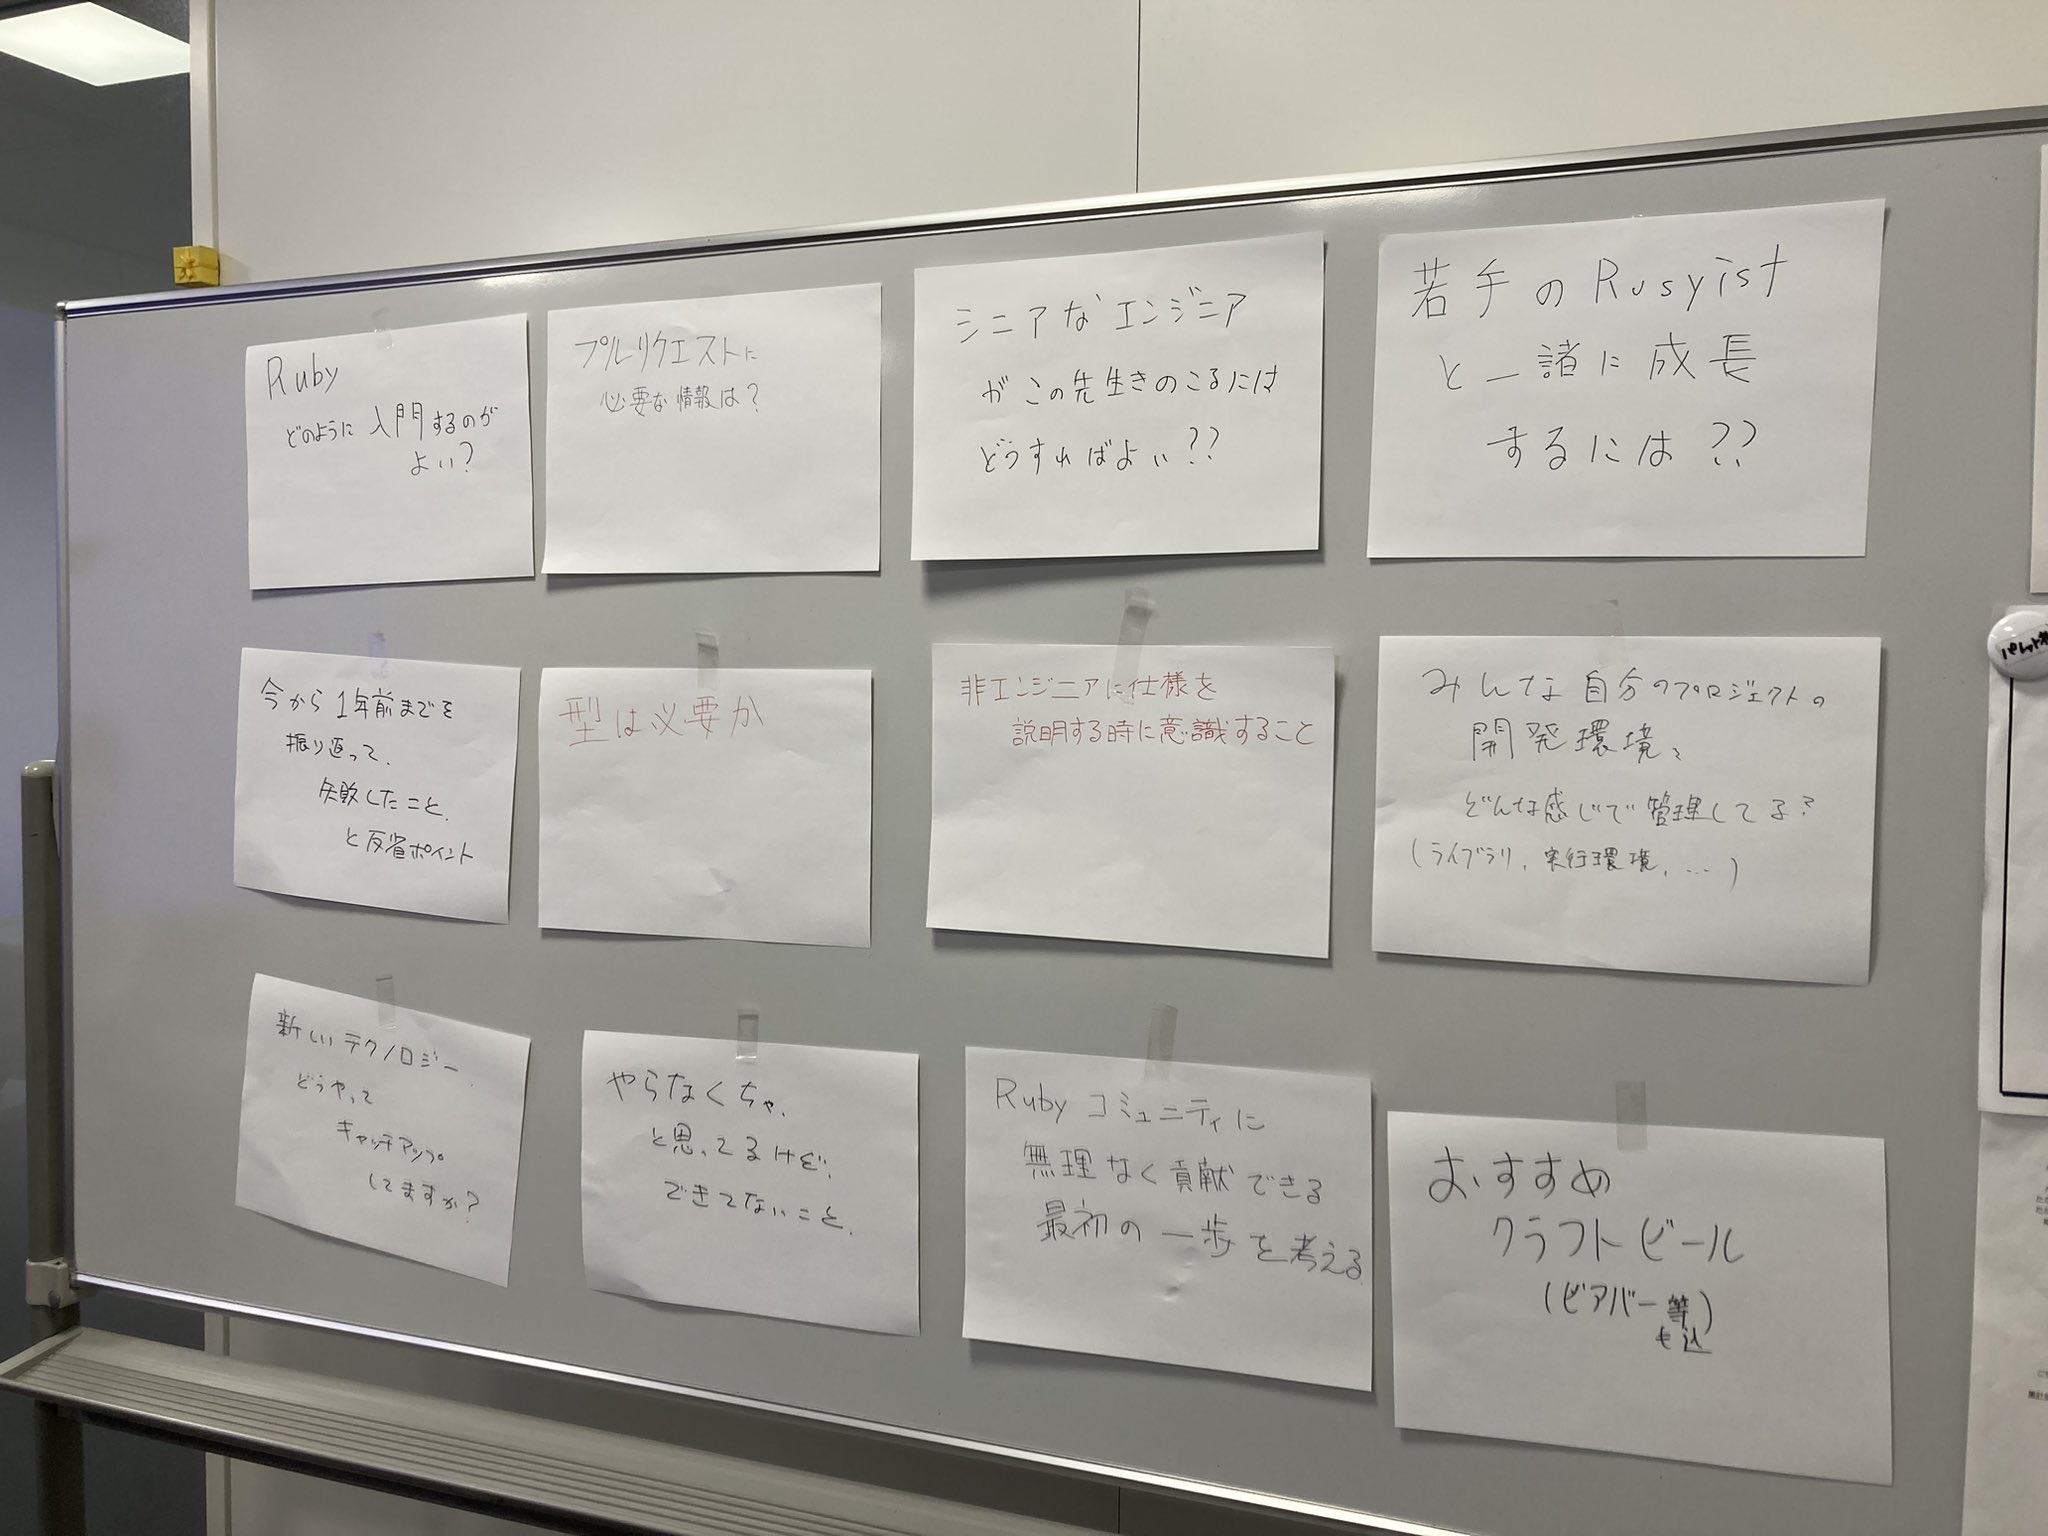 Ruby
どのように入門するのが
よい?
プルリクエストに
必要な情報は?
シニアなエンジニア
がこの先生きのこるには
どうすればよい??
若手のRusyist
と一諸に成長
するには??
今から1年前までを
振り返って、
失敗したこと、
と反省ポイント
型は必要か
非エンジニアに仕様を
説明する時に意識すること
みんな自分のプロジェクトの
開発環境、
どんな感じで管理してる?
(ライブラリ、実行環境、...)
新しいテクノロジー、
どうやって
キャッチアップ
してますか?
やらなくちゃ、
と思ってるけど、
できてないこと、
Rubyコミュニティに
無理なく貢献できる
最初の一歩を考える
おすすめ
クラフトビール
(ビアバー等)
も込